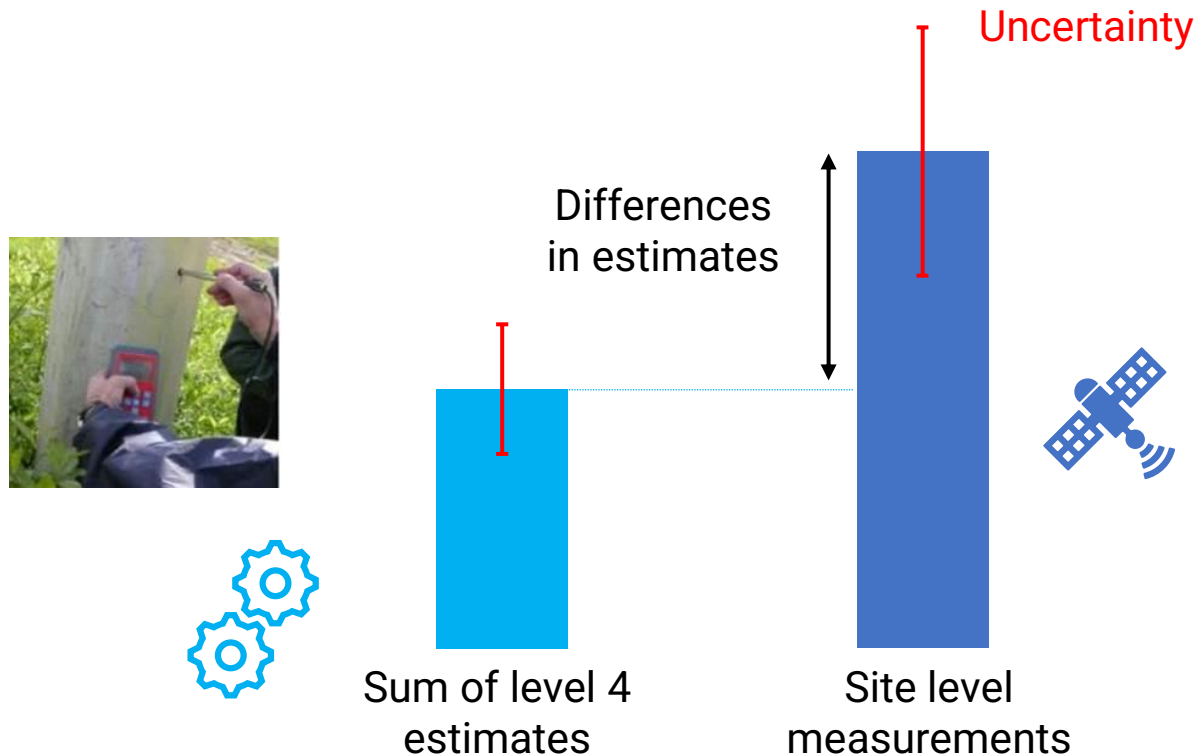 Uncertainty
Differences
in estimates
Sum of level 4
estimates
Site level
measurements